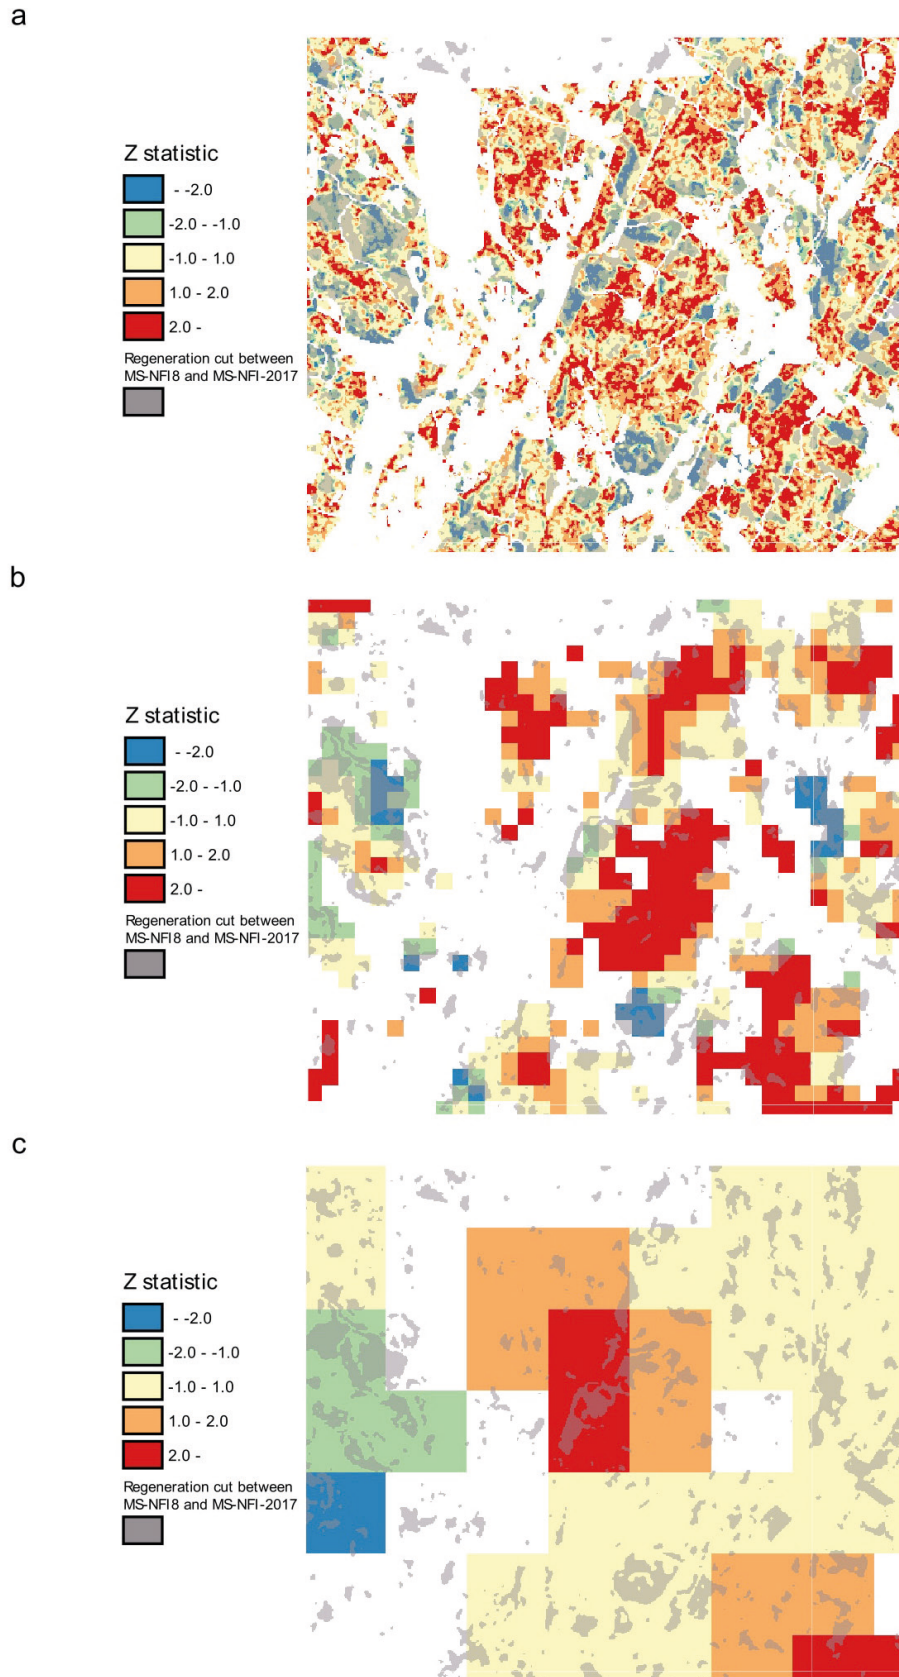 a
Z statistic
- -2.0
-2.0 - -1.0
-1.0 - 1.0
1.0 - 2.0
2.0 -
Regeneration cut between
MS-NFI8 and MS-NFI-2017
b
Z statistic
- -2.0
-2.0 - -1.0
-1.0 - 1.0
1.0 - 2.0
2.0 -
Regeneration cut between
MS-NFI8 and MS-NFI-2017
c
Z statistic
- -2.0
-2.0 - -1.0
-1.0 - 1.0
1.0 - 2.0
2.0 -
Regeneration cut between
MS-NFI8 and MS-NFI-2017